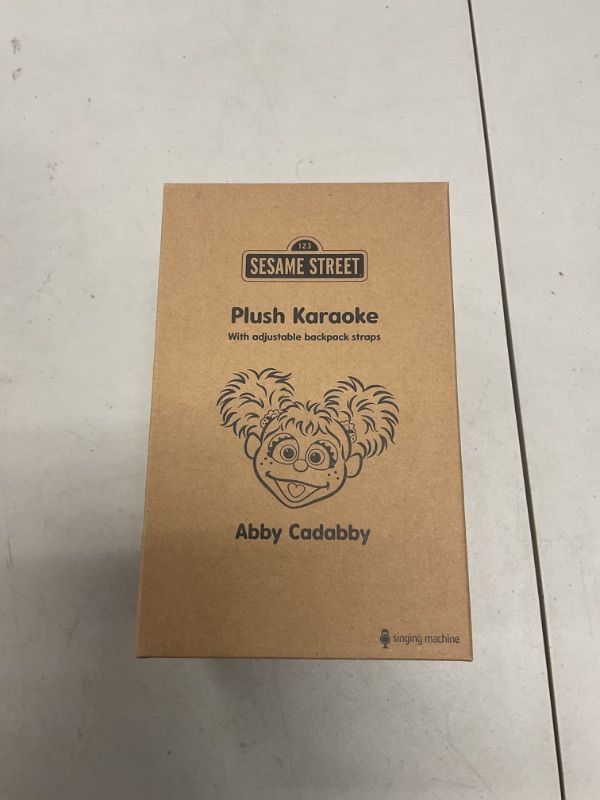 123
SESAME STREET
Plush Karaoke
With adjustable backpack straps
Abby Cadabby
singing machine